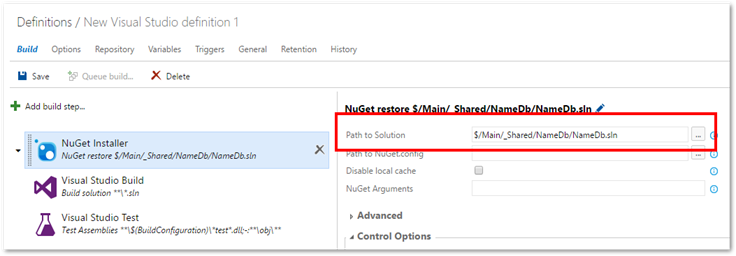 Definitions / New Visual Studio definition 1
Build Options Repository Variables Triggers General Retention History
Save Queue build... Delete
Add build step...
NuGet Installer
NuGet restore $/Main/_Shared/NameDb/NameDb.sln
Visual Studio Build
Build solution **\*.sln
Visual Studio Test
Test Assemblies **\$(BuildConfiguration)\*test*.dll;-:**\obj\**
NuGet restore $/Main/_Shared/NameDb/NameDb.sln
Path to Solution $/Main/_Shared/NameDb/NameDb.sln ...
Path to NuGet.config ...
Disable local cache
NuGet Arguments
Advanced
Control Options